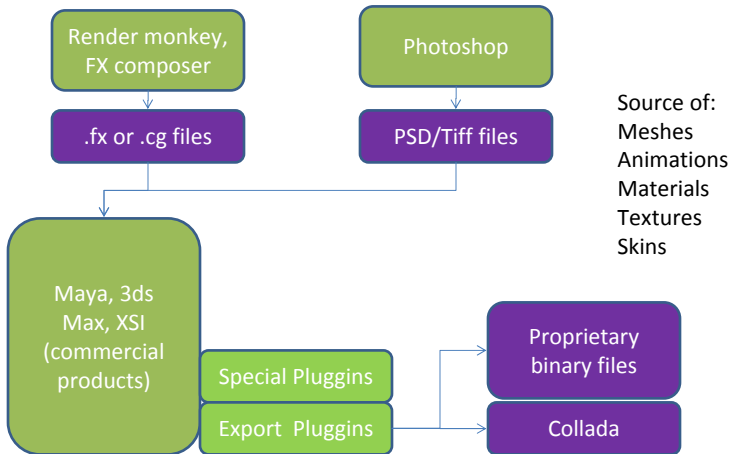 Render monkey,
FX composer
Photoshop
.fx or .cg files
PSD/Tiff files
Source of:
Meshes
Animations
Materials
Textures
Skins
Maya, 3ds
Max, XSI
(commercial
products)
Special Pluggins
Export Pluggins
Proprietary
binary files
Collada